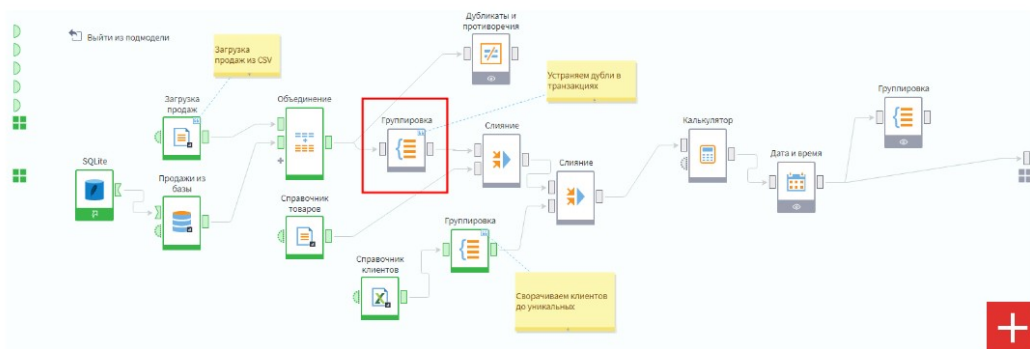 Выйти из подмодели
Загрузка
продаж из CSV
Дубликаты и
противоречия
Устраняем дубли в
транзакциях
Загрузка
продаж
Объединение
Группировка
Слияние
Слияние
Калькулятор
Дата и время
Группировка
SQLite
Продажи из
базы
Справочник
товаров
Справочник
клиентов
Группировка
Сворачиваем клиентов
до уникальных